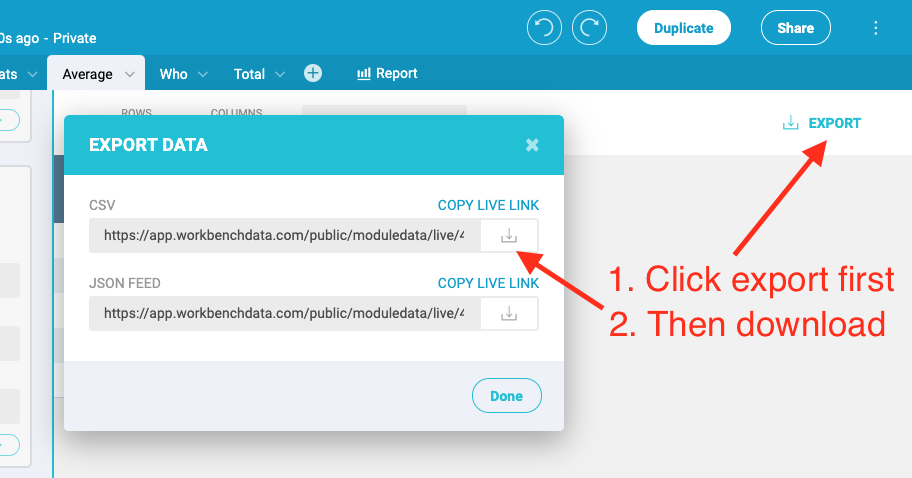 0s ago - Private
Duplicate
Share
ats
Average
Who
Total
Report
ROWS
COLUMNS
EXPORT
EXPORT DATA
CSV
COPY LIVE LINK
https://app.workbenchdata.com/public/moduledata/live/4
JSON FEED
COPY LIVE LINK
https://app.workbenchdata.com/public/moduledata/live/4
Done
1. Click export first
2. Then download